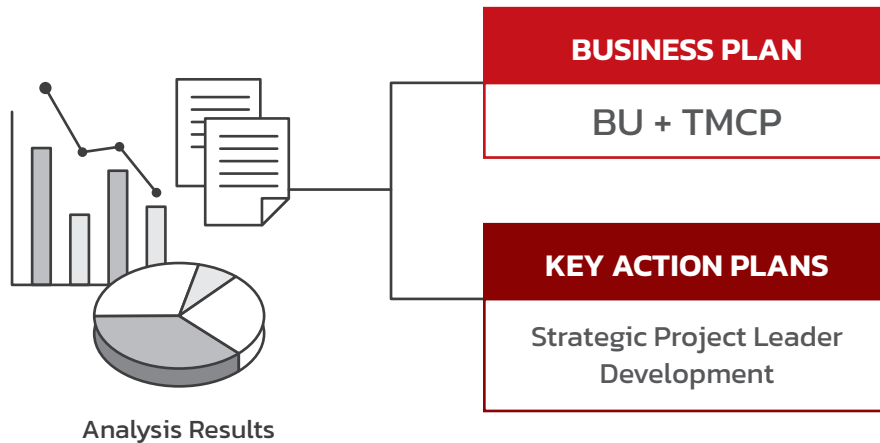 BUSINESS PLAN
BU + TMCP
KEY ACTION PLANS
Strategic Project Leader
Development
Analysis Results